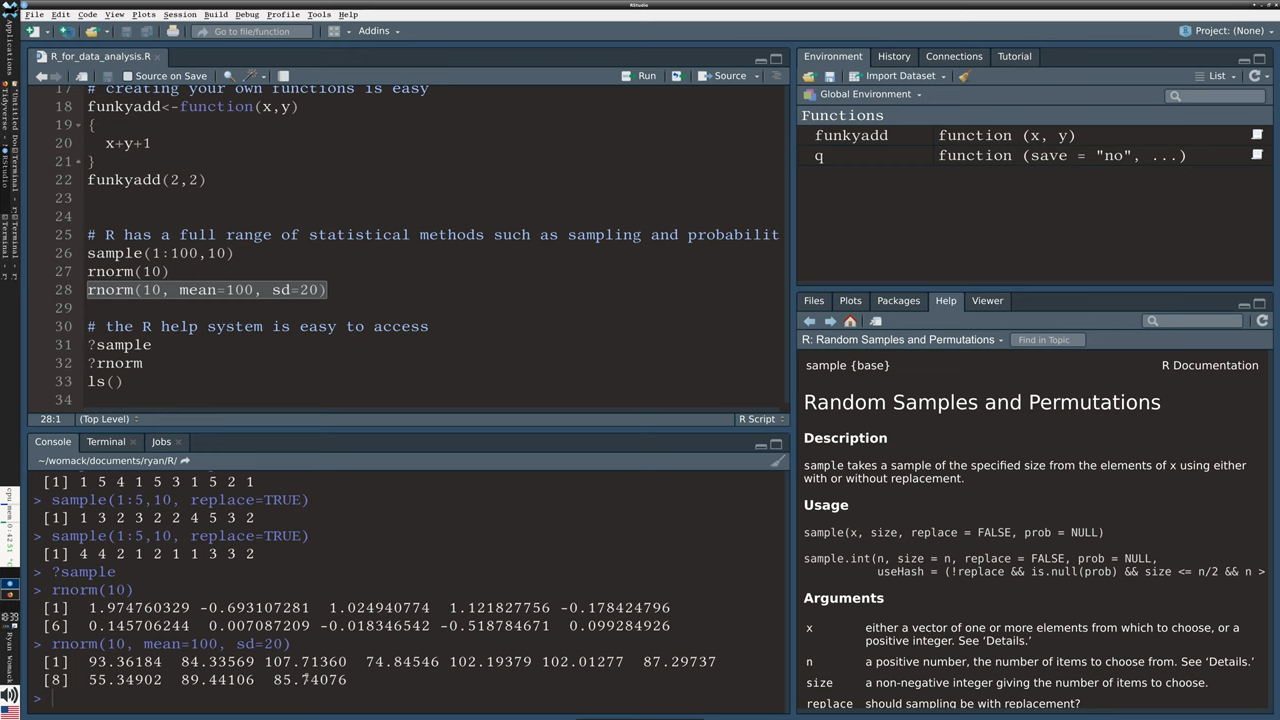 RStudio
File Edit Code View Plots Session Build Debug Profile Tools Help
Go to file/function Addins Project: (None)
R_for_data_analysis.R
Source on Save Run Source
17 # creating your own functions is easy
18 funkyadd<-function(x,y)
19 {
20 x+y+1
21 }
22 funkyadd(2,2)
23
24
25 # R has a full range of statistical methods such as sampling and probabilit
26 sample(1:100,10)
27 rnorm(10)
28 rnorm(10, mean=100, sd=20)
29
30 # the R help system is easy to access
31 ?sample
32 ?rnorm
33 ls()
34
28:1 (Top Level) R Script
Console Terminal Jobs
~/womack/documents/ryan/R/
[1] 1 5 4 1 5 3 1 5 2 1
> sample(1:5,10, replace=TRUE)
[1] 1 3 2 3 2 2 4 5 3 2
> sample(1:5,10, replace=TRUE)
[1] 4 4 2 1 2 1 1 3 3 2
> ?sample
> rnorm(10)
[1] 1.974760329 -0.693107281 1.024940774 1.121827756 -0.178424796
[6] 0.145706244 0.007087209 -0.018346542 -0.518784671 0.099284926
> rnorm(10, mean=100, sd=20)
[1] 93.36184 84.33569 107.71360 74.84546 102.19379 102.01277 87.29737
[8] 55.34902 89.44106 85.74076
>
Environment History Connections Tutorial
Import Dataset List
Global Environment
Functions
funkyadd function (x, y)
q function (save = "no", ...)
Files Plots Packages Help Viewer
R: Random Samples and Permutations Find in Topic
sample {base} R Documentation
Random Samples and Permutations
Description
sample takes a sample of the specified size from the elements of x using either
with or without replacement.
Usage
sample(x, size, replace = FALSE, prob = NULL)
sample.int(n, size = n, replace = FALSE, prob = NULL,
useHash = (!replace && is.null(prob) && size <= n/2 && n >
Arguments
x either a vector of one or more elements from which to choose, or a
positive integer. See ‘Details.’
n a positive number, the number of items to choose from. See ‘Details.’
size a non-negative integer giving the number of items to choose.
replace should sampling be with replacement?
Applications
Tidyverse
RStudio
Terminal
Terminal
Ryan Womack